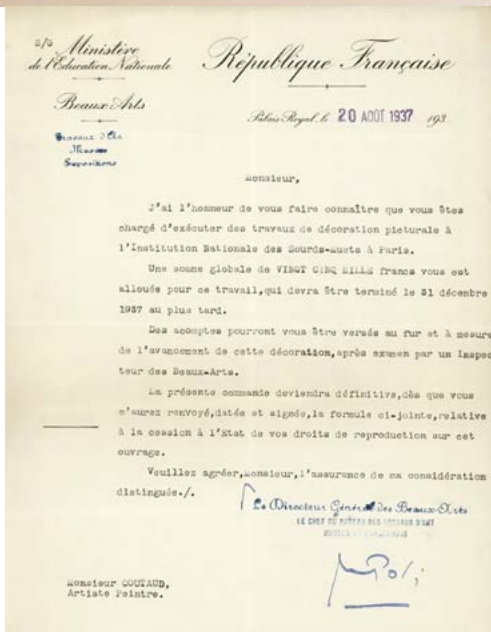 S/S Ministère
de l'Education Nationale
République Française
Beaux-Arts
Palais-Royal, le 20 AOUT 1937 193
Travaux d'Art
Musées
Expositions
Monsieur,
J'ai l'honneur de vous faire connaître que vous êtes
chargé d'exécuter des travaux de décoration picturale à
l'Institution Nationale des Sourds-Muets à Paris.
Une somme globale de VINGT CINQ MILLE francs vous est
allouée pour ce travail,qui devra être terminé le 31 décembre
1937 au plus tard.
Des acomptes pourront vous être versés au fur et à mesure
de l'avancement de cette décoration,après examen par un Inspec
teur des Beaux-Arts.
La présente commande deviendra définitive,dès que vous
m'aurez renvoyé,datée et signée,la formule ci-jointe,relative
à la cession à l'Etat de vos droits de reproduction sur cet
ouvrage.
Veuillez agréer,Monsieur,l'assurance de ma considération
distinguée./.
Le Directeur Général des Beaux-Arts
LE CHEF DU BUREAU DES TRAVAUX D'ART
Monsieur COUTAUD,
Artiste Peintre.